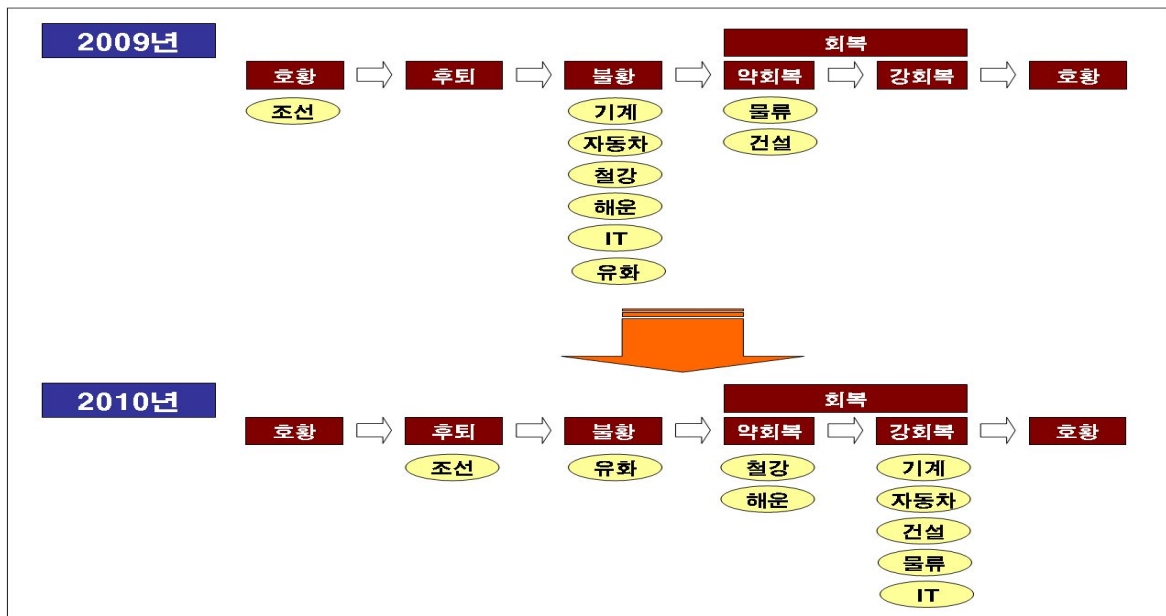 2009년
회복
호황 후퇴 불황 약회복 강회복 호황
조선 기계 물류
자동차 건설
철강
해운
IT
유화
2010년
회복
호황 후퇴 불황 약회복 강회복 호황
조선 유화 철강 기계
해운 자동차
건설
물류
IT